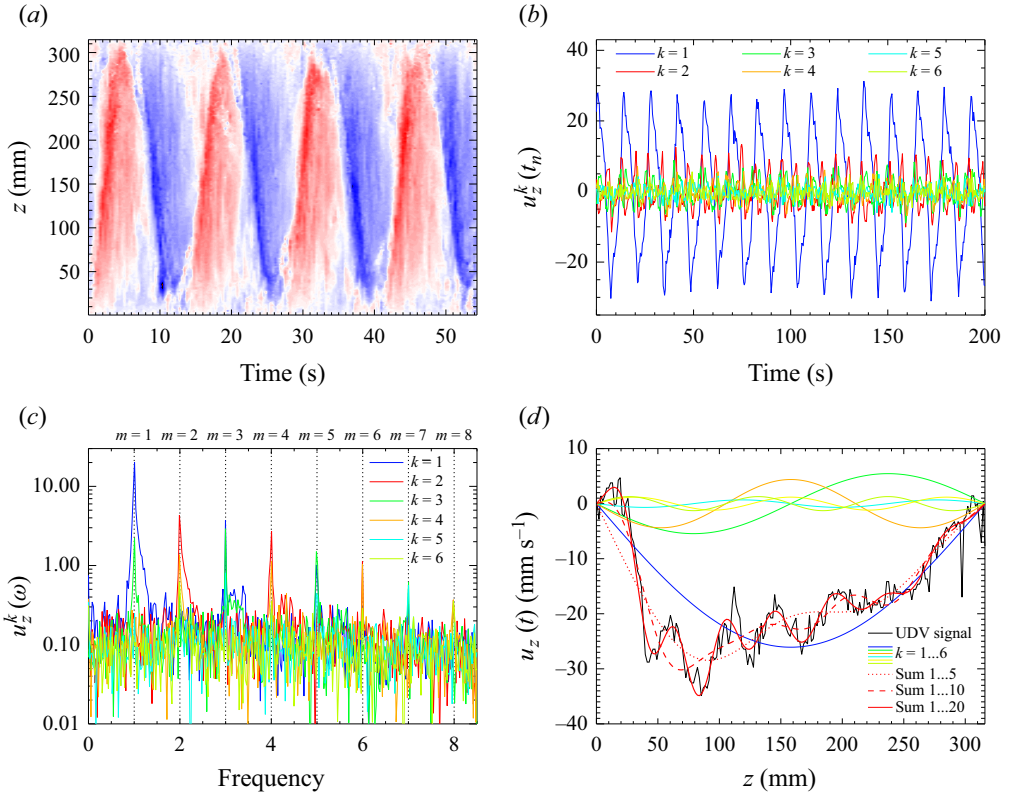 (a)
z (mm)
300
250
200
150
100
50
0
10
20
30
40
50
Time (s)
(b)
u_z^k (t_n)
40
20
0
–20
k = 1
k = 3
k = 5
k = 2
k = 4
k = 6
0
50
100
150
200
Time (s)
(c)
m = 1 m = 2 m = 3 m = 4 m = 5 m = 6 m = 7 m = 8
u_z^k (ω)
10.00
1.00
0.10
0.01
k = 1
k = 2
k = 3
k = 4
k = 5
k = 6
0
2
4
6
8
Frequency
(d)
u_z (t) (mm s⁻¹)
10
0
–10
–20
–30
–40
UDV signal
k = 1...6
Sum 1...5
Sum 1...10
Sum 1...20
0
50
100
150
200
250
300
z (mm)